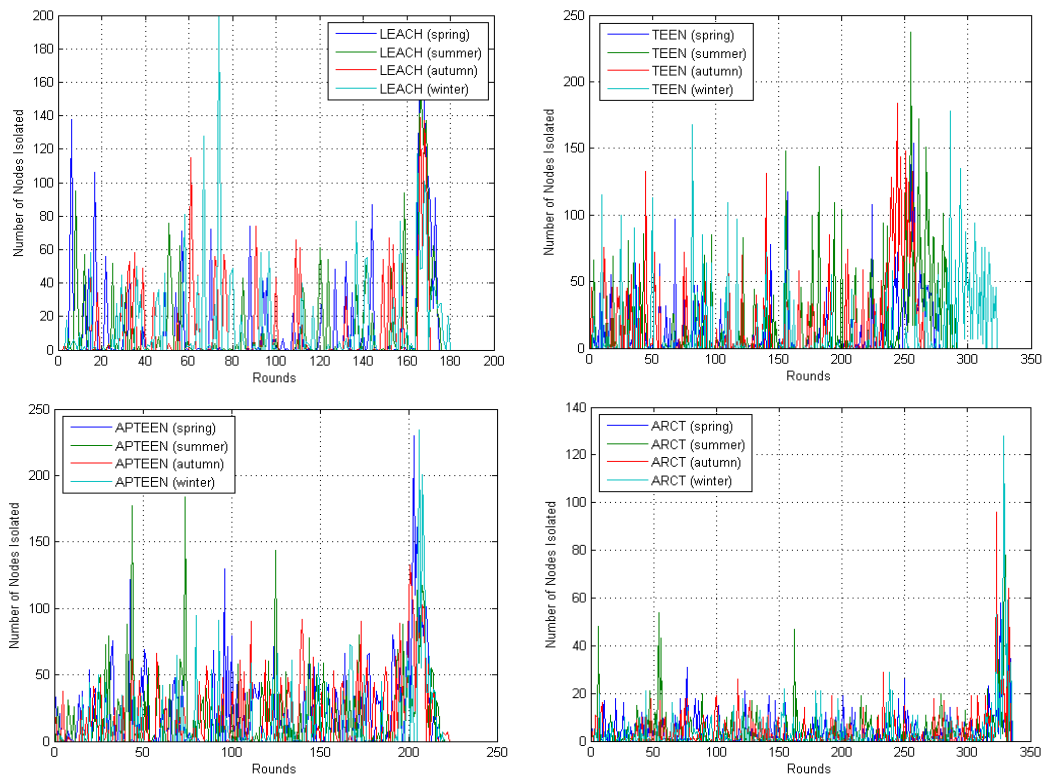 200
180
160
140
120
100
80
60
40
20
0
Number of Nodes Isolated
LEACH (spring)
LEACH (summer)
LEACH (autumn)
LEACH (winter)
0 20 40 60 80 100 120 140 160 180 200
Rounds
250
200
150
100
50
0
Number of Nodes Isolated
TEEN (spring)
TEEN (summer)
TEEN (autumn)
TEEN (winter)
0 50 100 150 200 250 300 350
Rounds
250
200
150
100
50
0
Number of Nodes Isolated
APTEEN (spring)
APTEEN (summer)
APTEEN (autumn)
APTEEN (winter)
0 50 100 150 200 250
Rounds
140
120
100
80
60
40
20
0
Number of Nodes Isolated
ARCT (spring)
ARCT (summer)
ARCT (autumn)
ARCT (winter)
0 50 100 150 200 250 300 350
Rounds